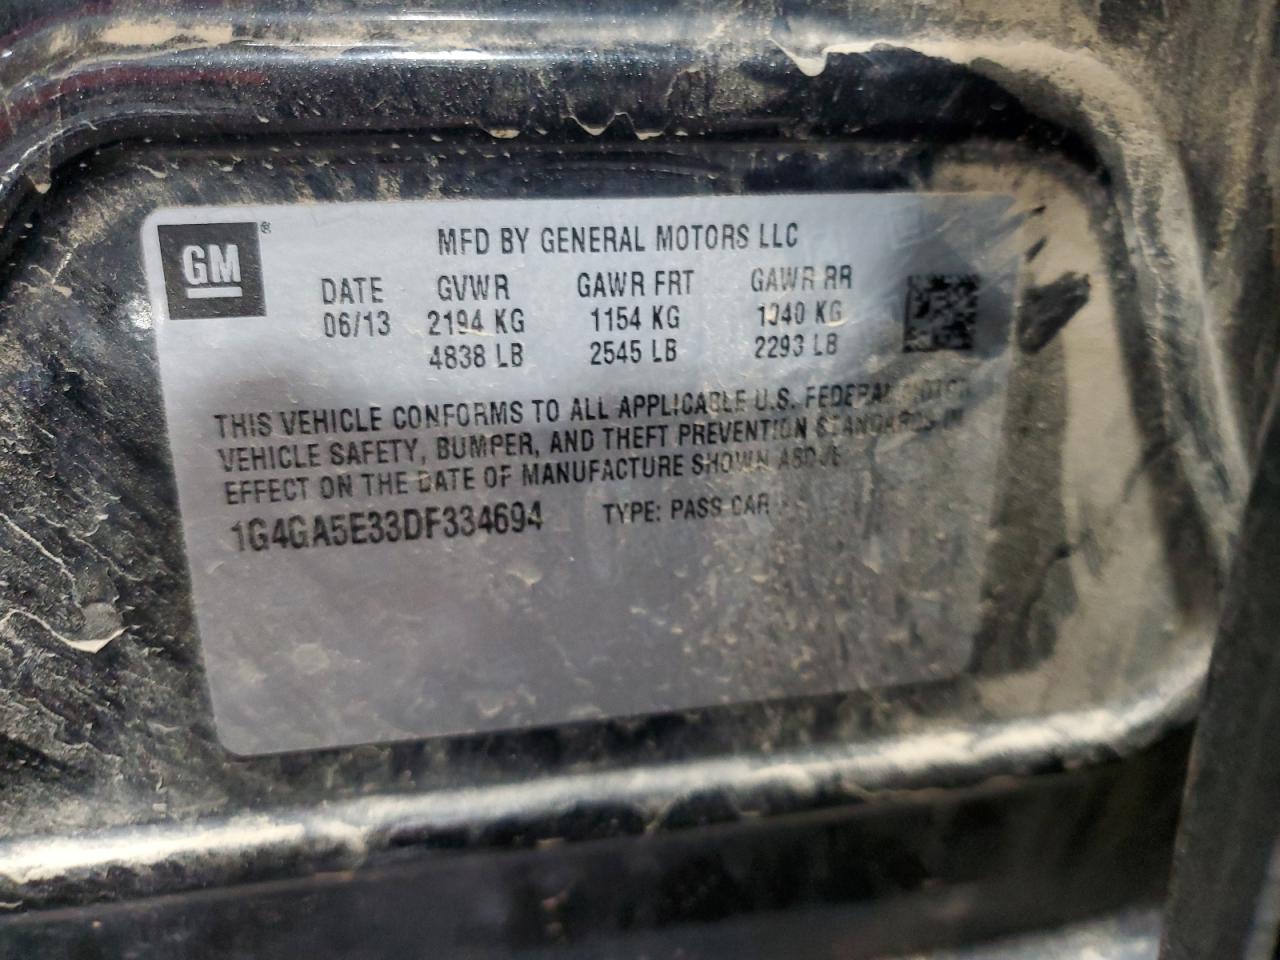 GM ®
MFD BY GENERAL MOTORS LLC
DATE GVWR GAWR FRT GAWR RR
06/13 2194 KG 1154 KG 1040 KG
4838 LB 2545 LB 2293 LB
THIS VEHICLE CONFORMS TO ALL APPLICABLE U.S. FEDERAL MOTOR
VEHICLE SAFETY, BUMPER, AND THEFT PREVENTION STANDARDS IN
EFFECT ON THE DATE OF MANUFACTURE SHOWN ABOVE
1G4GA5E33DF334694 TYPE: PASS CAR